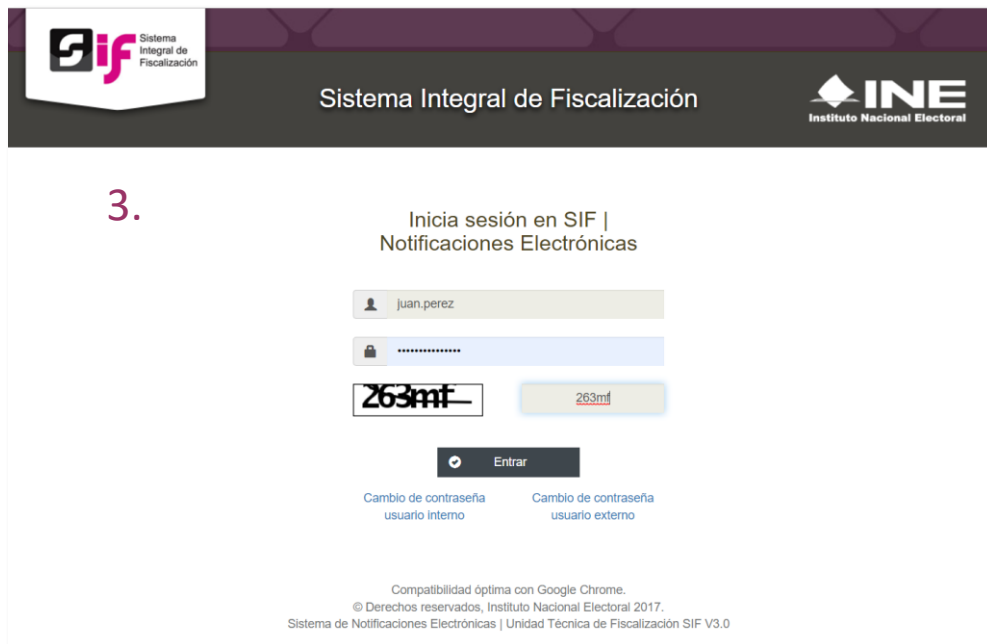 Sif Sistema
Integral de
Fiscalización
Sistema Integral de Fiscalización
INE
Instituto Nacional Electoral
3.
Inicia sesión en SIF |
Notificaciones Electrónicas
juan.perez
•••••••••••••••
263mf
263mf
Entrar
Cambio de contraseña
usuario interno
Cambio de contraseña
usuario externo
Compatibilidad óptima con Google Chrome.
© Derechos reservados, Instituto Nacional Electoral 2017.
Sistema de Notificaciones Electrónicas | Unidad Técnica de Fiscalización SIF V3.0